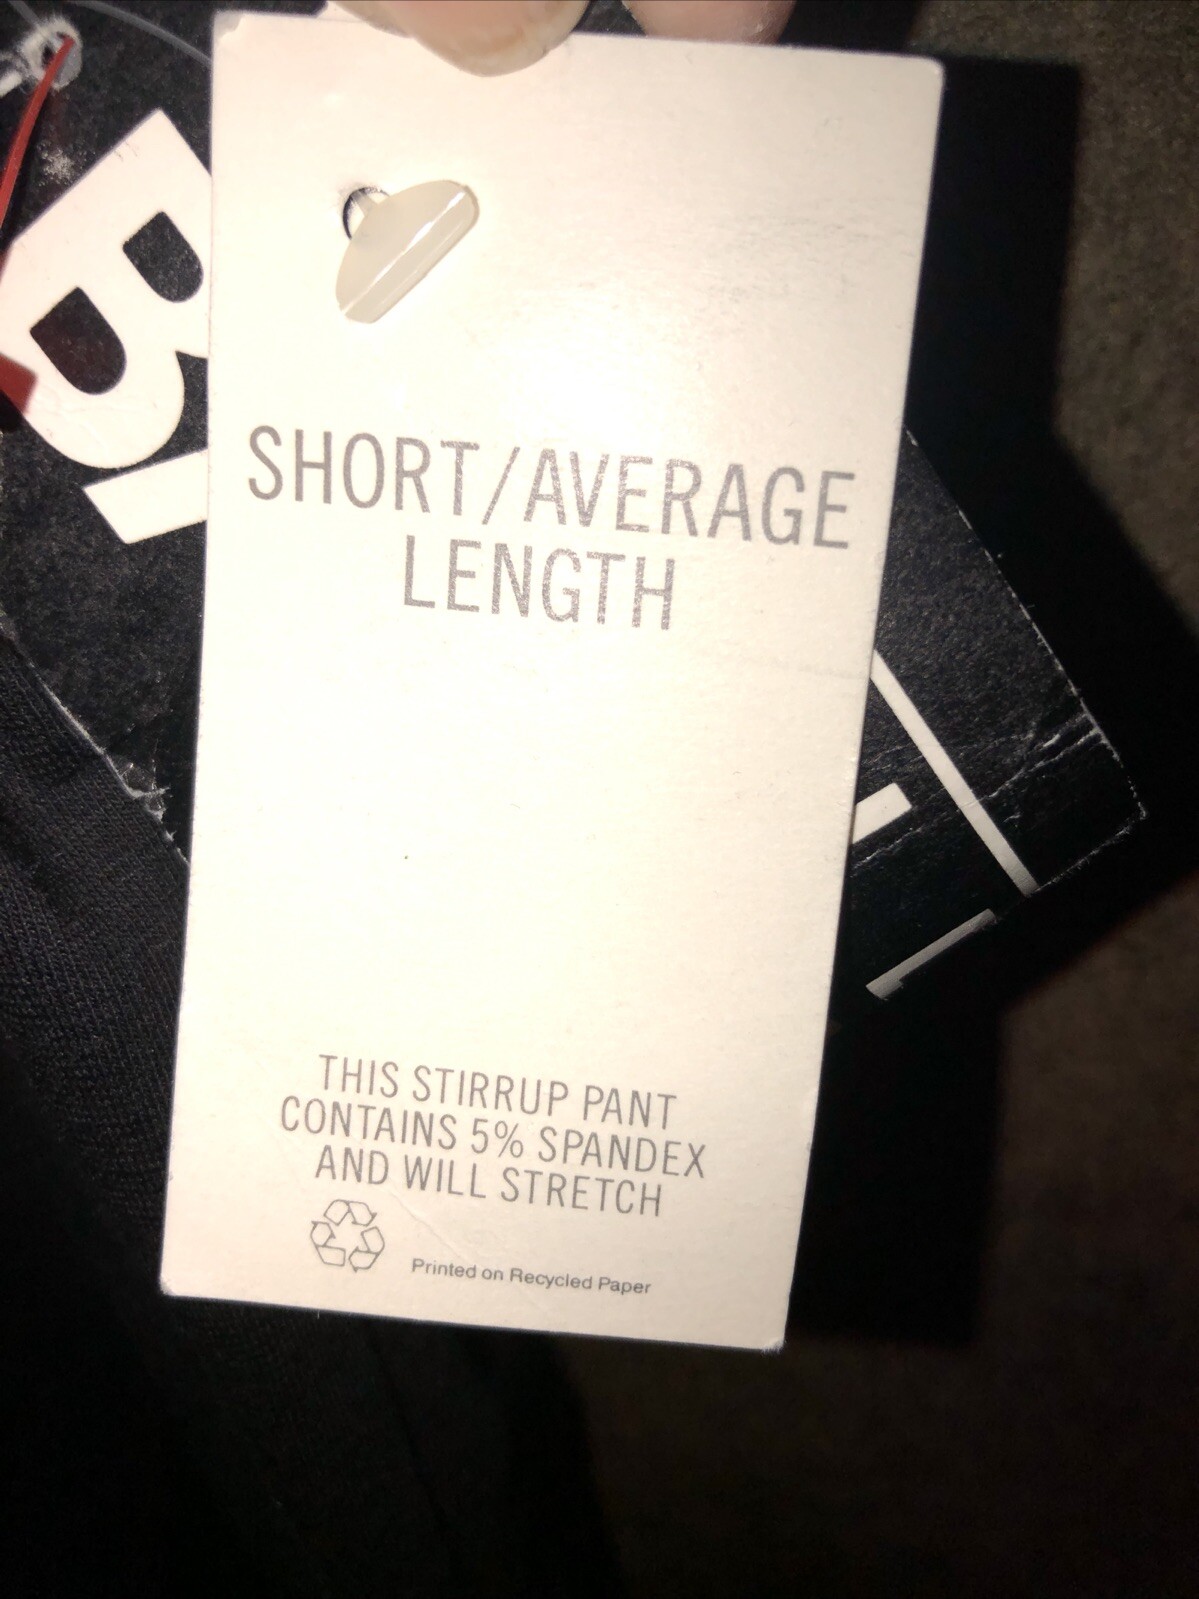 SHORT/AVERAGE
LENGTH
THIS STIRRUP PANT
CONTAINS 5% SPANDEX
AND WILL STRETCH
Printed on Recycled Paper